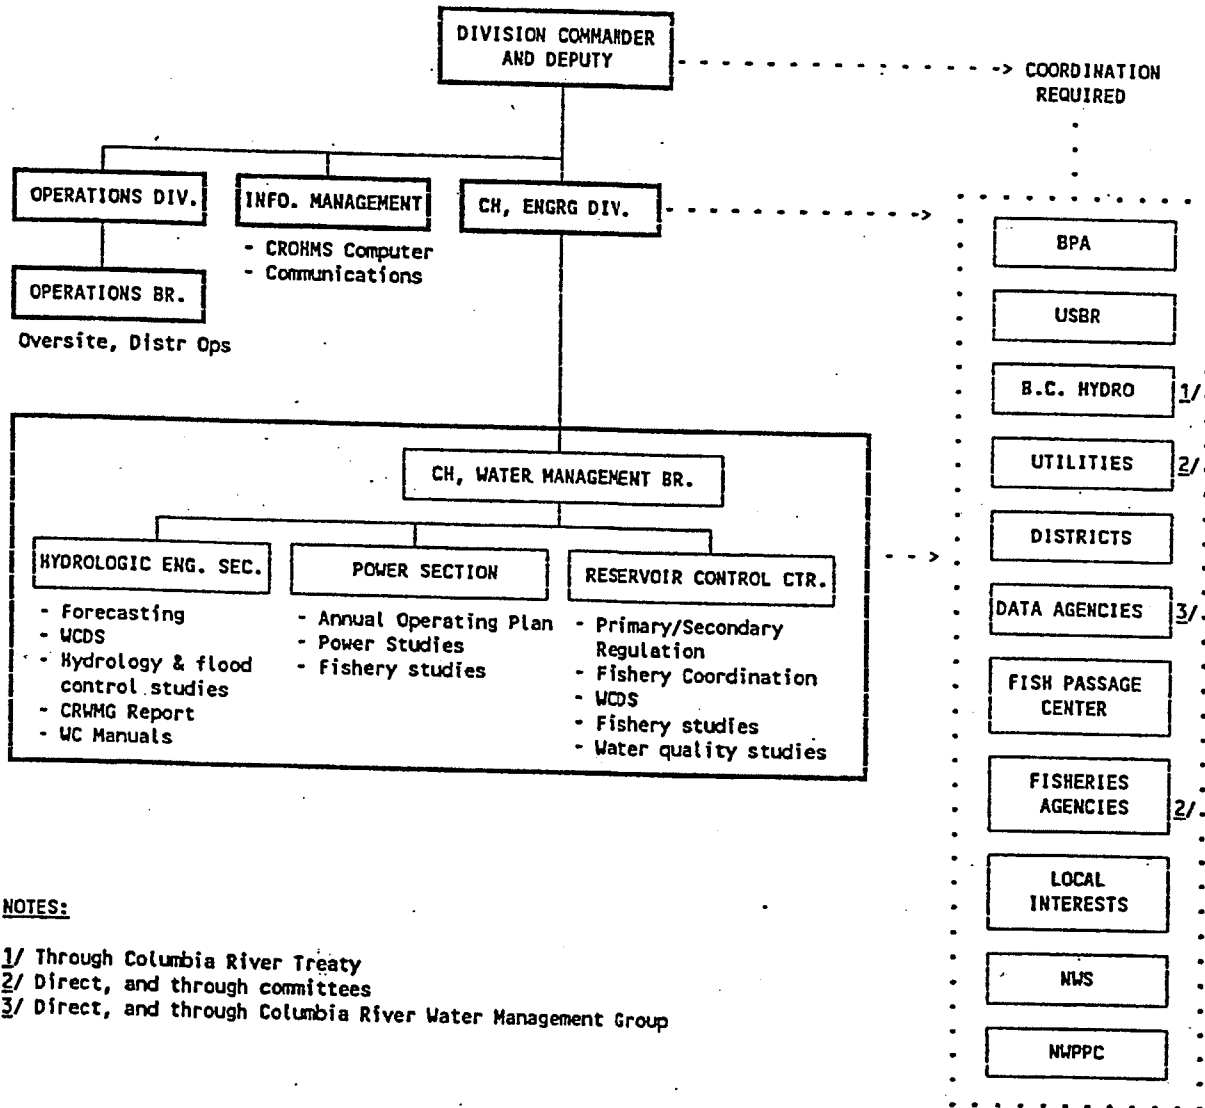 DIVISION COMMANDER
AND DEPUTY
COORDINATION
REQUIRED
OPERATIONS DIV.
INFO. MANAGEMENT
- CROHMS Computer
- Communications
CH, ENGRG DIV.
OPERATIONS BR.
Oversite, Distr Ops
CH, WATER MANAGEMENT BR.
HYDROLOGIC ENG. SEC.
- Forecasting
- WCDS
- Hydrology & flood
control studies
- CRWMG Report
- WC Manuals
POWER SECTION
- Annual Operating Plan
- Power Studies
- Fishery studies
RESERVOIR CONTROL CTR.
- Primary/Secondary
Regulation
- Fishery Coordination
- WCDS
- Fishery studies
- Water quality studies
BPA
USBR
B.C. HYDRO 1/
UTILITIES 2/
DISTRICTS
DATA AGENCIES 3/
FISH PASSAGE
CENTER
FISHERIES
AGENCIES 2/
LOCAL
INTERESTS
NWS
NWPPC
NOTES:
1/ Through Columbia River Treaty
2/ Direct, and through committees
3/ Direct, and through Columbia River Water Management Group